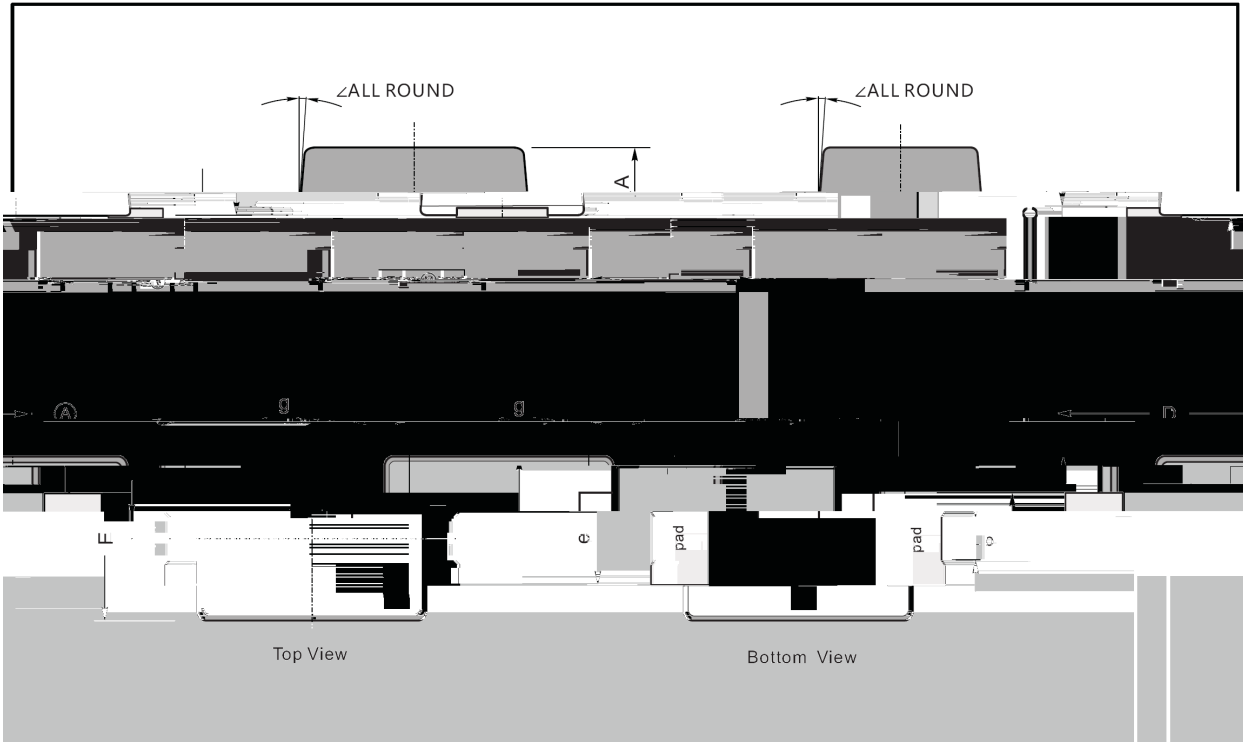 ∠ALL ROUND ∠ALL ROUND
A
A g g D
F e pad pad
Top View Bottom View